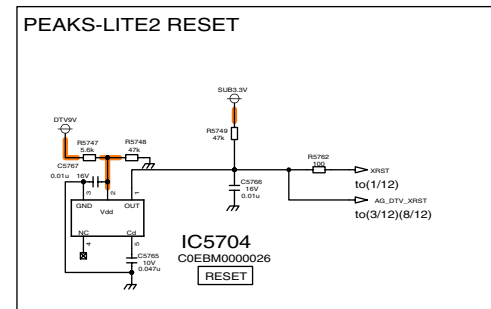 PEAKS-LITE2 RESET
SUB3.3V
DTV9V
R5747
5.6k
R5748
47k
R5749
47k
C5767
0.01u 16V
R5762
100
XRST
to(1/12)
C5766
16V
0.01u
AG_DTV_XRST
to(3/12)(8/12)
3
2
1
GND
Vdd
OUT
NC
Cd
4
5
IC5704
C0EBM0000026
RESET
C5765
10V
0.047u